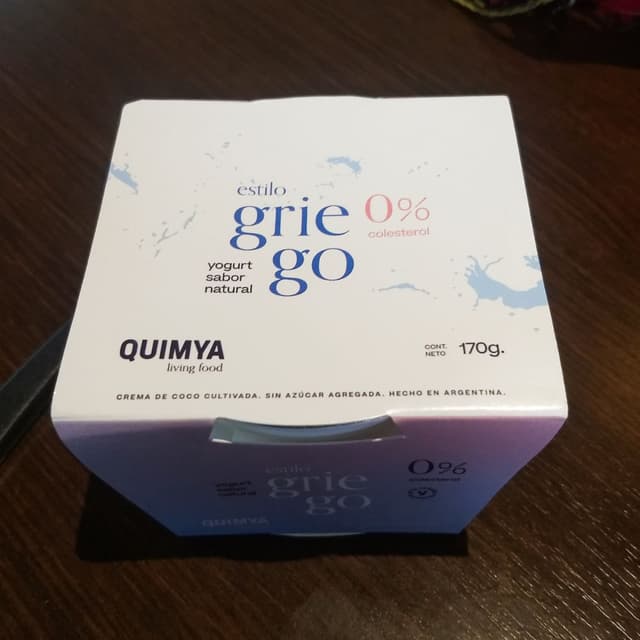 estilo
grie
go
0%
colesterol
yogurt
sabor
natural
QUIMYA
living food
CONT.
NETO
170g.
CREMA DE COCO CULTIVADA. SIN AZÚCAR AGREGADA. HECHO EN ARGENTINA.
estilo
grie
go
yogurt
sabor
natural
0%
colesterol
V
QUIMYA